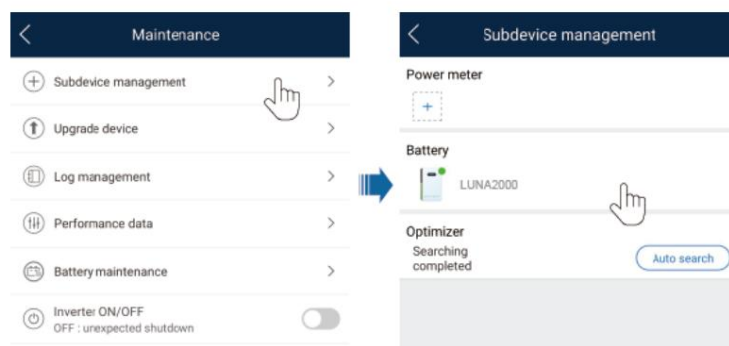 Maintenance
Subdevice management
Upgrade device
Log management
Performance data
Battery maintenance
Inverter ON/OFF
OFF : unexpected shutdown
Subdevice management
Power meter
+
Battery
LUNA2000
Optimizer
Searching
completed
Auto search